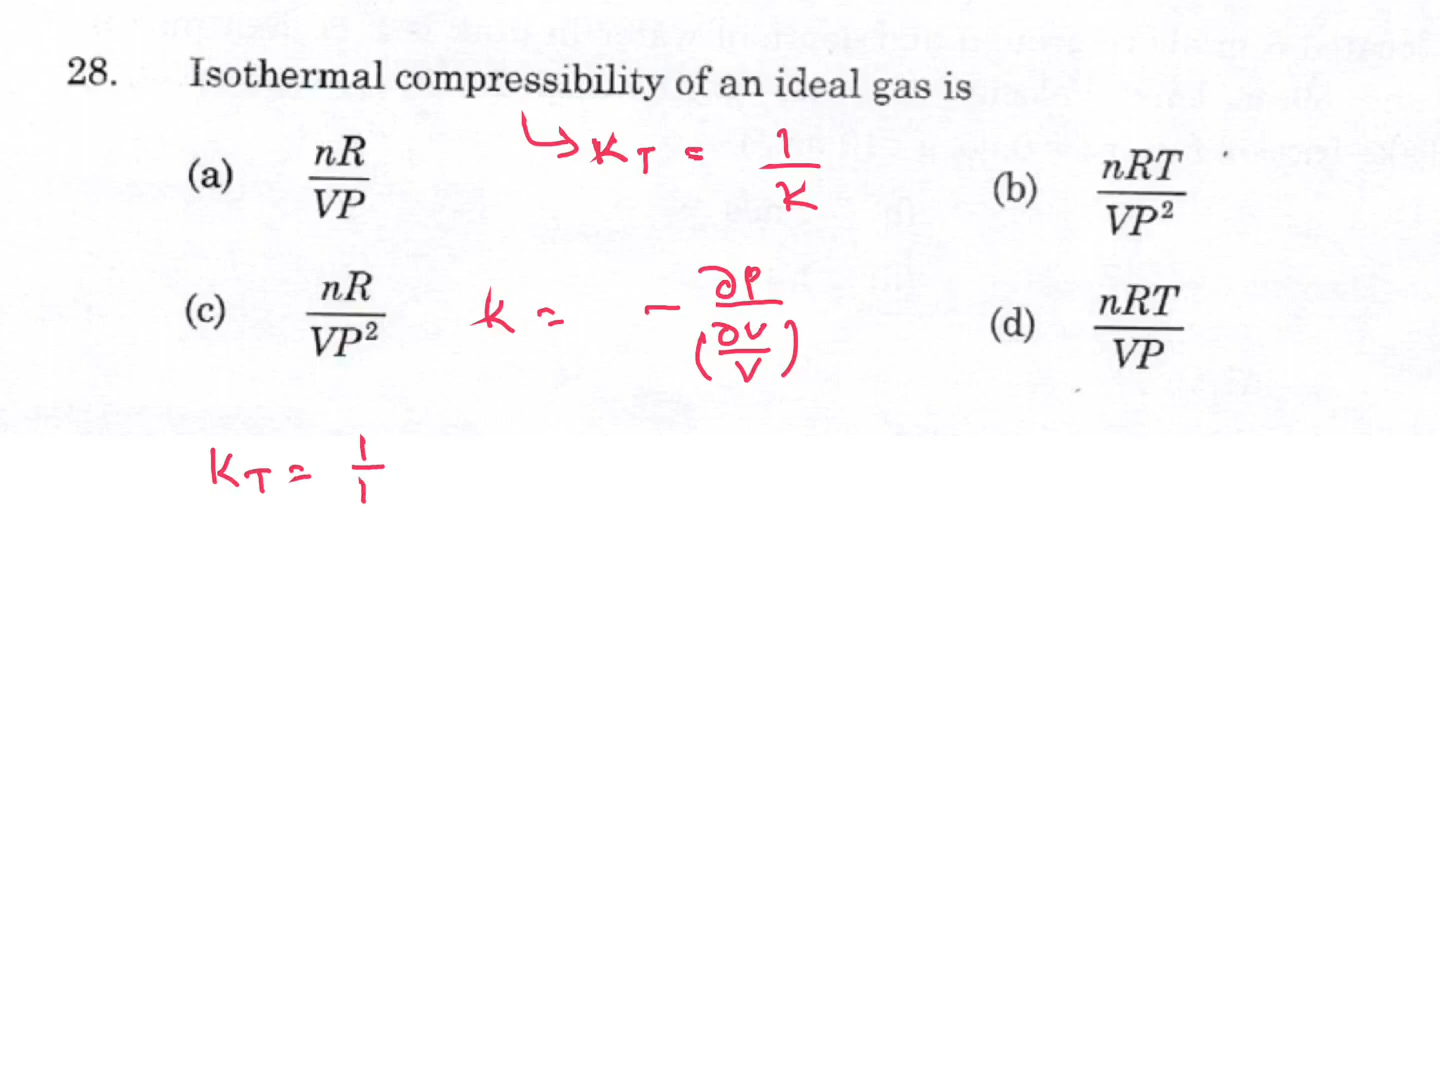 28. Isothermal compressibility of an ideal gas is
↳ K_T = 1/K
(a) nR/VP
(b) nRT/VP²
(c) nR/VP²
K = - ∂P/(∂V/V)
(d) nRT/VP
K_T = 1/1